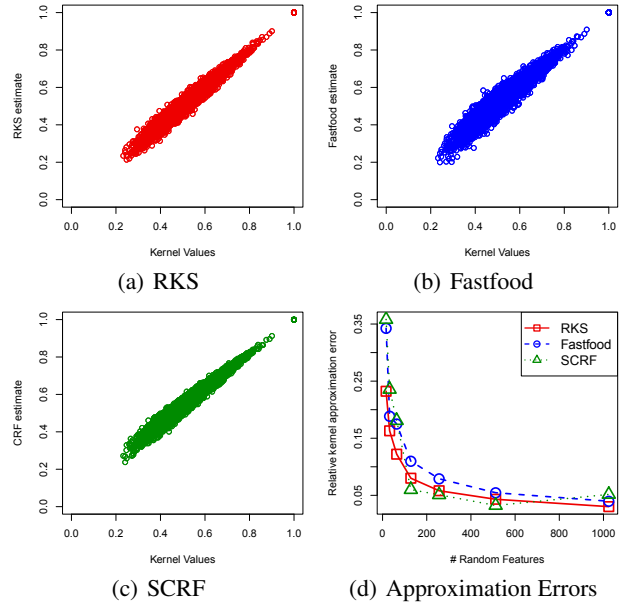 1.0
0.8
0.6
0.4
0.2
0.0
RKS estimate
0.0 0.2 0.4 0.6 0.8 1.0
Kernel Values
(a) RKS
1.0
0.8
0.6
0.4
0.2
0.0
Fastfood estimate
0.0 0.2 0.4 0.6 0.8 1.0
Kernel Values
(b) Fastfood
1.0
0.8
0.6
0.4
0.2
0.0
CRF estimate
0.0 0.2 0.4 0.6 0.8 1.0
Kernel Values
(c) SCRF
0.35
0.25
0.15
0.05
Relative kernel approximation error
RKS
Fastfood
SCRF
0 200 400 600 800 1000
# Random Features
(d) Approximation Errors